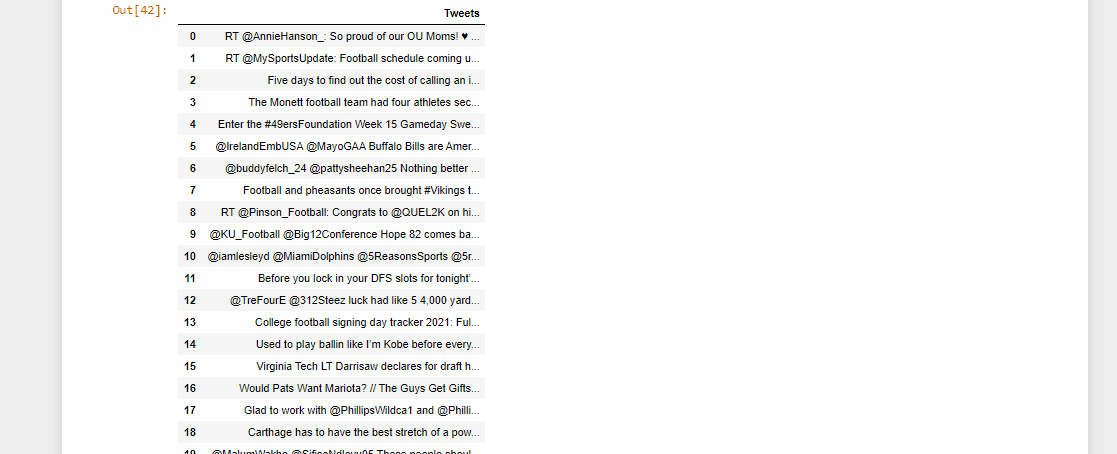 Out[42]:
Tweets
0 RT @AnnieHanson_: So proud of our OU Moms! ♥ ...
1 RT @MySportsUpdate: Football schedule coming u...
2 Five days to find out the cost of calling an i...
3 The Monett football team had four athletes sec...
4 Enter the #49ersFoundation Week 15 Gameday Swe...
5 @IrelandEmbUSA @MayoGAA Buffalo Bills are Amer...
6 @buddyfelch_24 @pattysheehan25 Nothing better ...
7 Football and pheasants once brought #Vikings t...
8 RT @Pinson_Football: Congrats to @QUEL2K on hi...
9 @KU_Football @Big12Conference Hope 82 comes ba...
10 @iamlesleyd @MiamiDolphins @5ReasonsSports @5r...
11 Before you lock in your DFS slots for tonight'...
12 @TreFourE @312Steez luck had like 5 4,000 yard...
13 College football signing day tracker 2021: Ful...
14 Used to play ballin like I'm Kobe before every...
15 Virginia Tech LT Darrisaw declares for draft h...
16 Would Pats Want Mariota? // The Guys Get Gifts...
17 Glad to work with @PhillipsWildca1 and @Philli...
18 Carthage has to have the best stretch of a pow...
19 @MalumWakho @SifisoNdlovu95 These people shoul...